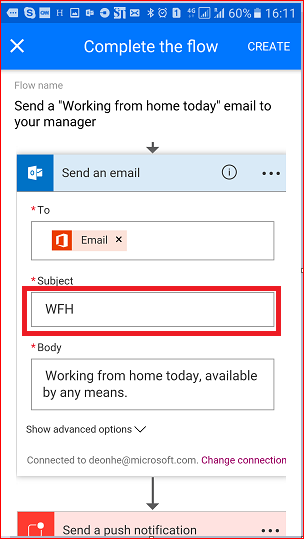 60% 16:11
Complete the flow CREATE
Flow name
Send a "Working from home today" email to
your manager
Send an email
*To
Email ×
*Subject
WFH
*Body
Working from home today, available
by any means.
Show advanced options
Connected to deonhe@microsoft.com. Change connection
Send a push notification